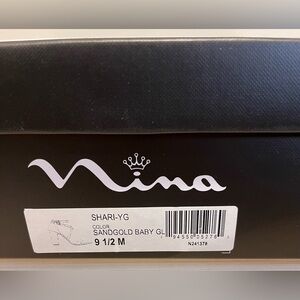 Nina
SHARI-YG
COLOR
SANDGOLD BABY GL
9 1/2 M
N241378